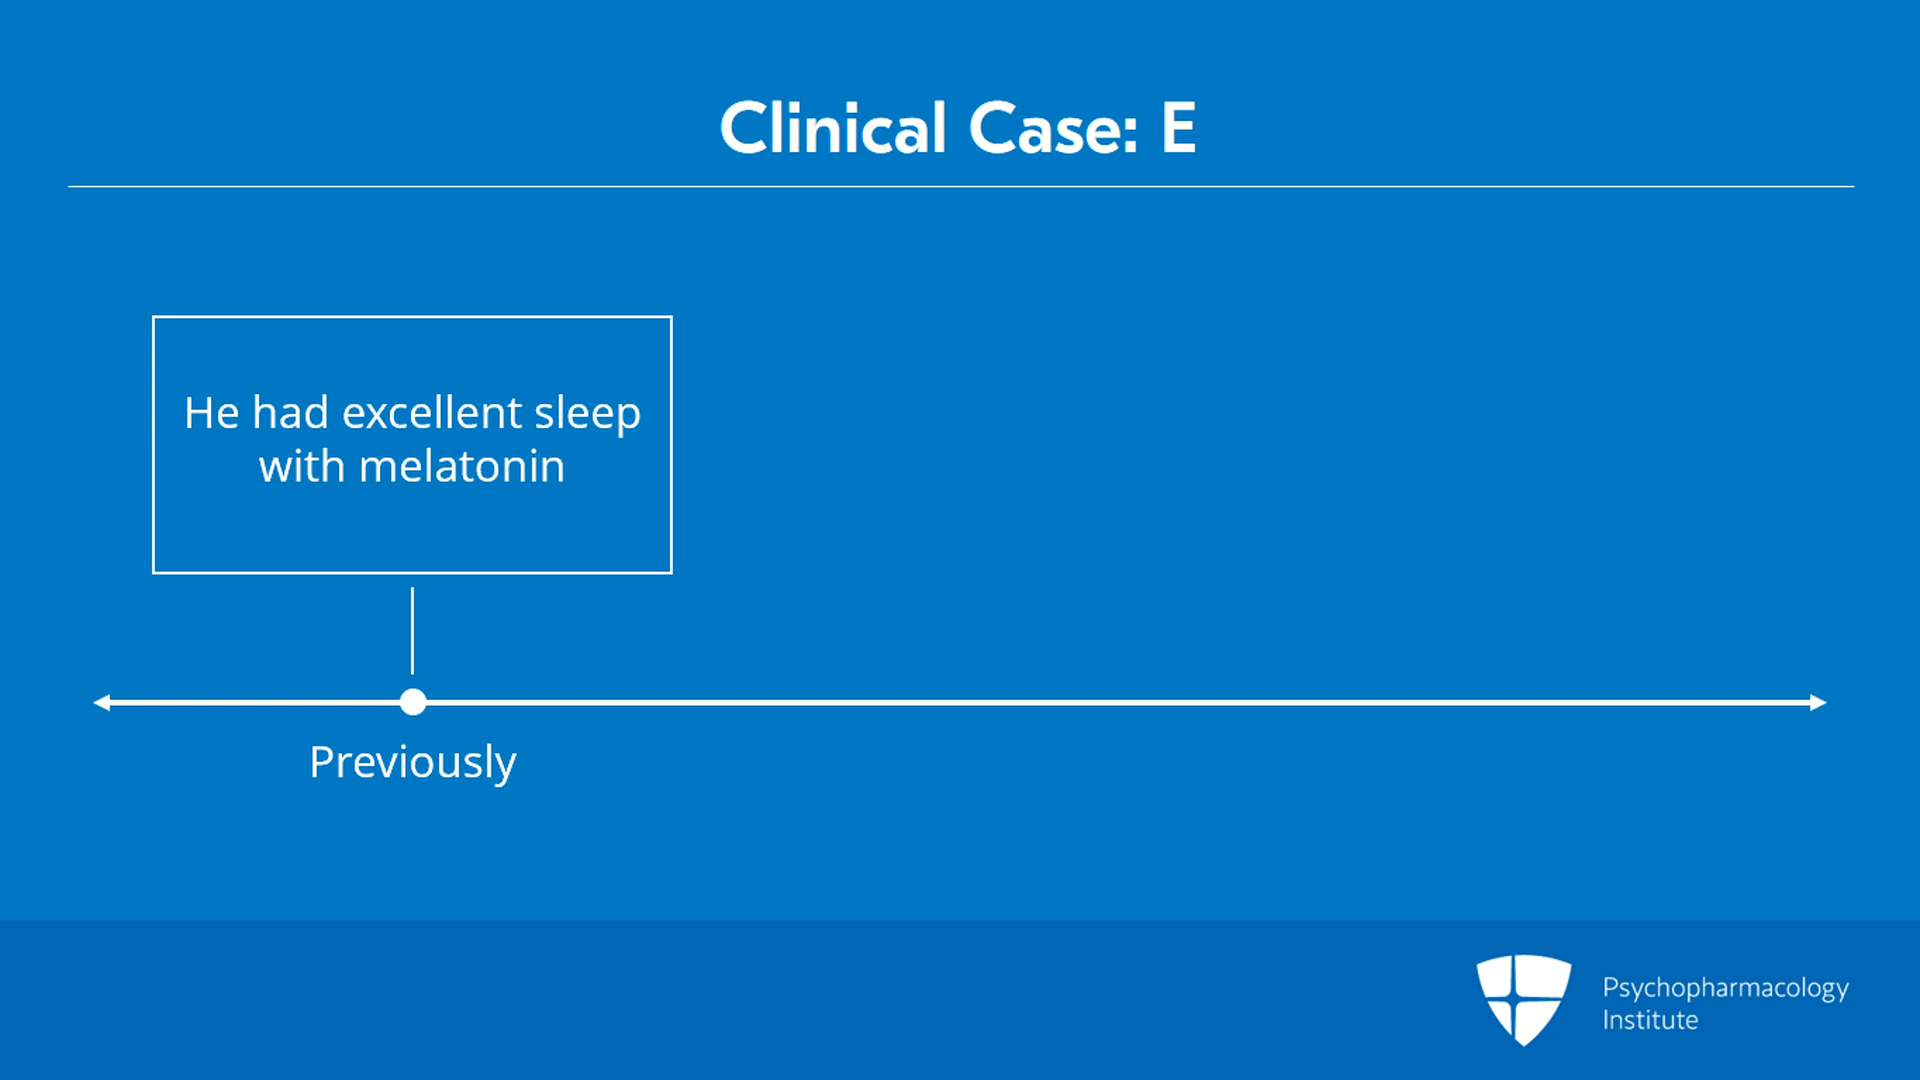 Clinical Case: E
He had excellent sleep
with melatonin
Previously
Psychopharmacology
Institute